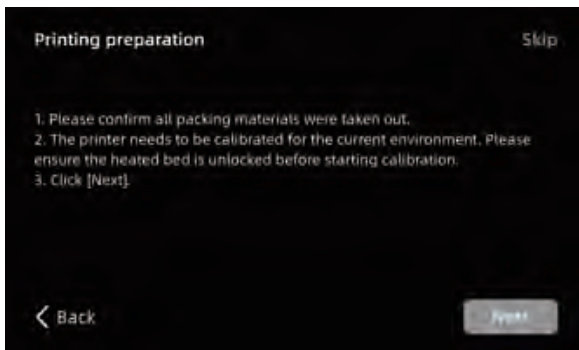 Printing preparation
Skip
1. Please confirm all packing materials were taken out.
2. The printer needs to be calibrated for the current environment. Please
ensure the heated bed is unlocked before starting calibration.
3. Click [Next].
Back
Next